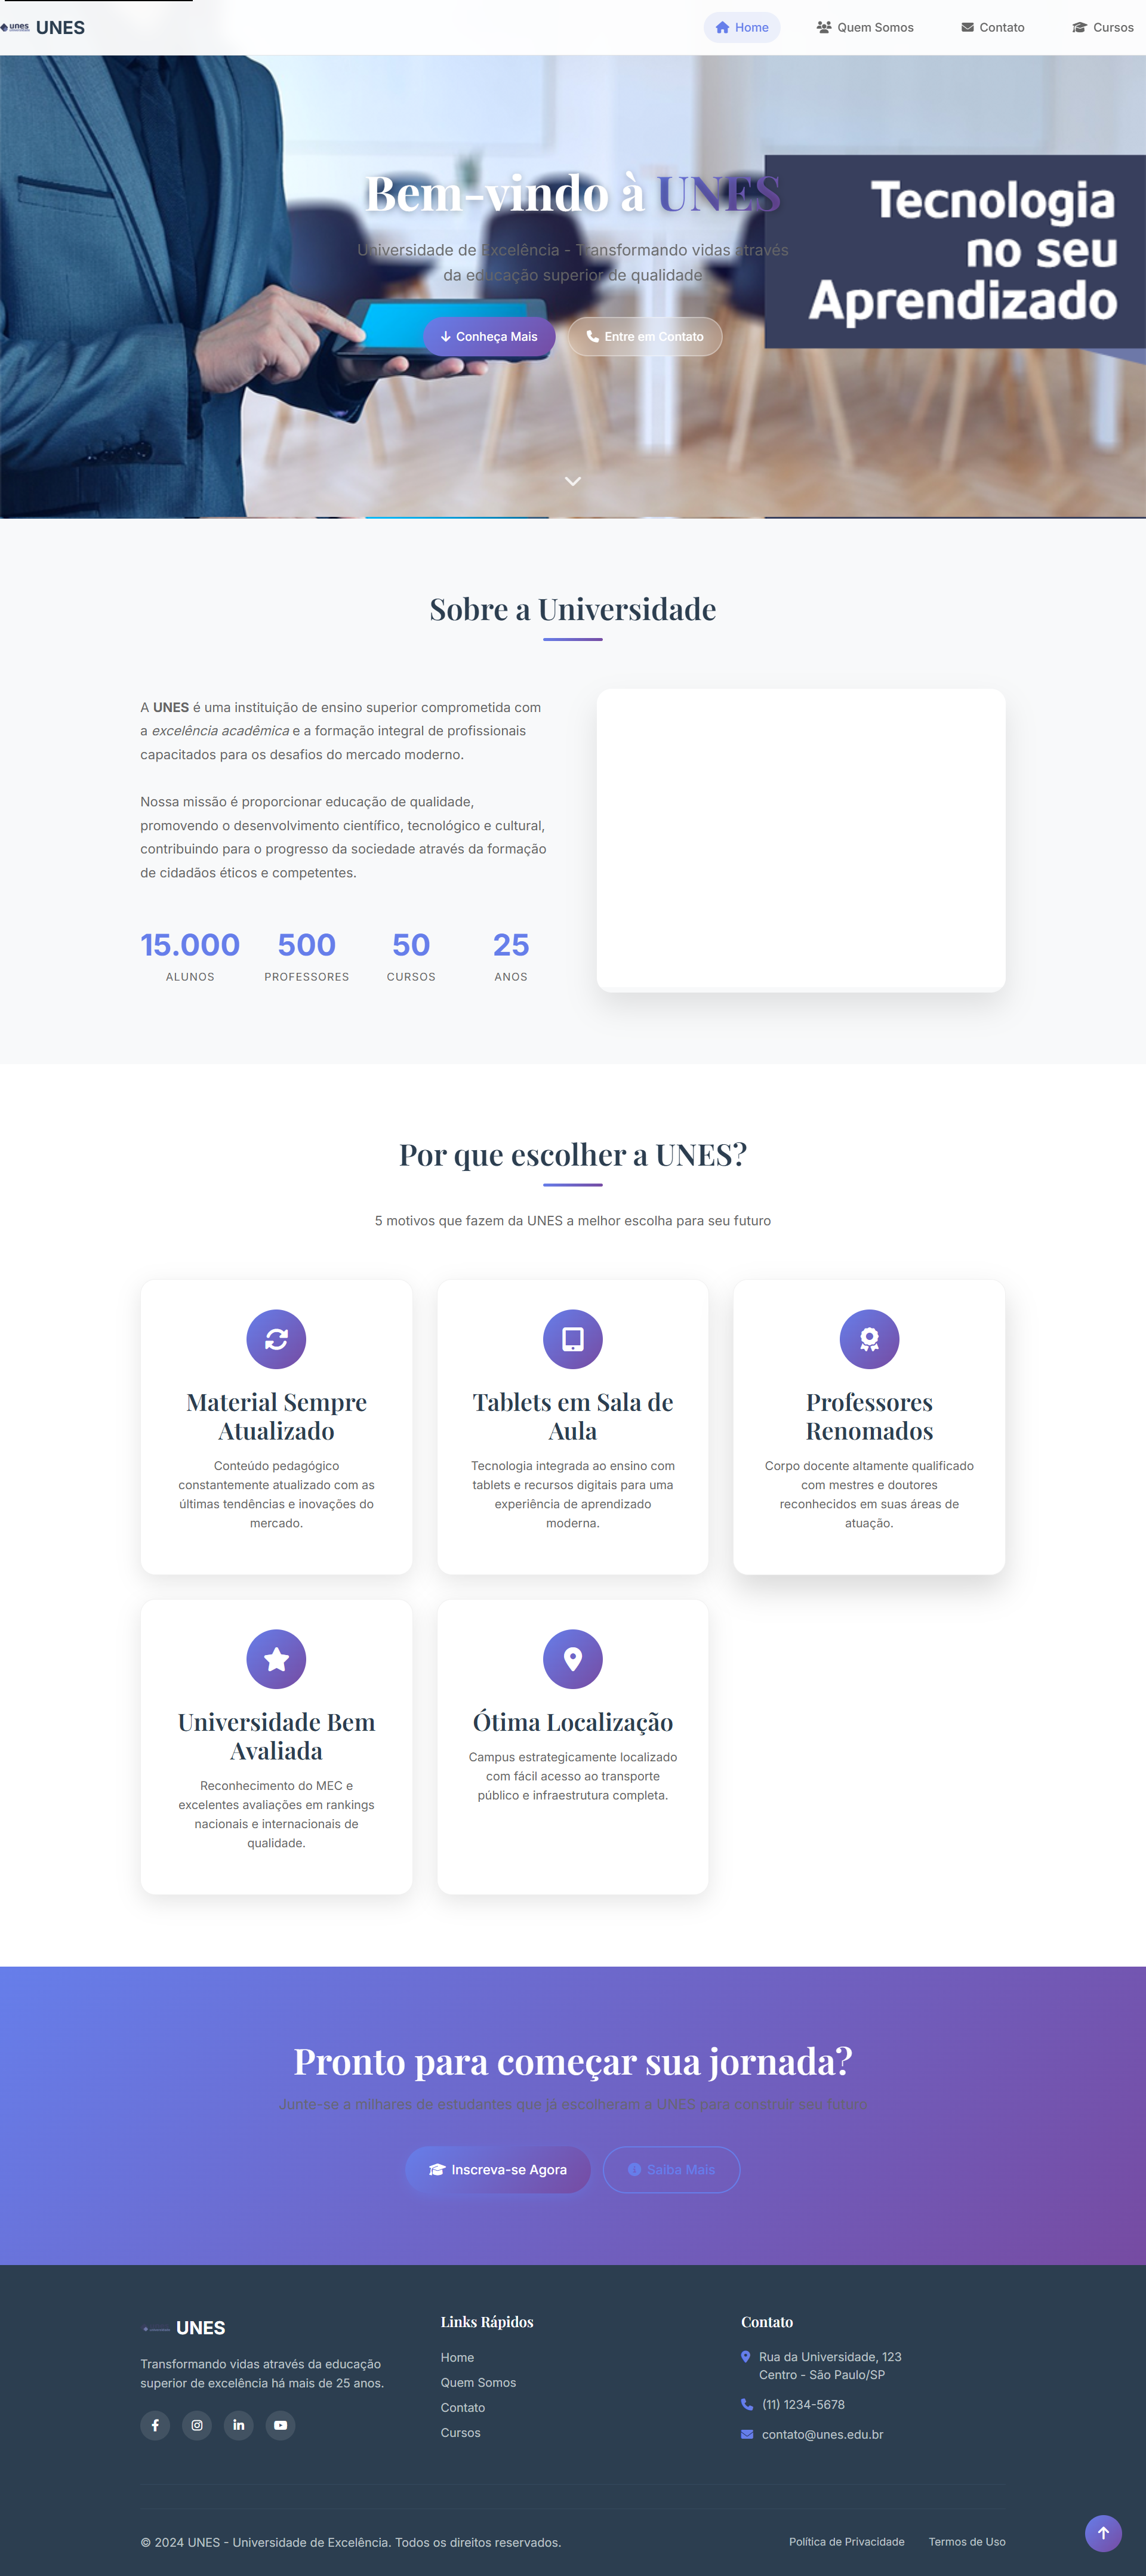 unes
UNES
Home
Quem Somos
Contato
Cursos
Bem-vindo à UNES
Universidade de Excelência - Transformando vidas através
da educação superior de qualidade
Conheça Mais
Entre em Contato
Tecnologia
no seu
Aprendizado
Sobre a Universidade
A UNES é uma instituição de ensino superior comprometida com
a excelência acadêmica e a formação integral de profissionais
capacitados para os desafios do mercado moderno.
Nossa missão é proporcionar educação de qualidade,
promovendo o desenvolvimento científico, tecnológico e cultural,
contribuindo para o progresso da sociedade através da formação
de cidadãos éticos e competentes.
15.000
ALUNOS
500
PROFESSORES
50
CURSOS
25
ANOS
Por que escolher a UNES?
5 motivos que fazem da UNES a melhor escolha para seu futuro
Material Sempre
Atualizado
Conteúdo pedagógico
constantemente atualizado com as
últimas tendências e inovações do
mercado.
Tablets em Sala de
Aula
Tecnologia integrada ao ensino com
tablets e recursos digitais para uma
experiência de aprendizado
moderna.
Professores
Renomados
Corpo docente altamente qualificado
com mestres e doutores
reconhecidos em suas áreas de
atuação.
Universidade Bem
Avaliada
Reconhecimento do MEC e
excelentes avaliações em rankings
nacionais e internacionais de
qualidade.
Ótima Localização
Campus estrategicamente localizado
com fácil acesso ao transporte
público e infraestrutura completa.
Pronto para começar sua jornada?
Junte-se a milhares de estudantes que já escolheram a UNES para construir seu futuro
Inscreva-se Agora
Saiba Mais
UNES
Transformando vidas através da educação
superior de excelência há mais de 25 anos.
Links Rápidos
Home
Quem Somos
Contato
Cursos
Contato
Rua da Universidade, 123
Centro - São Paulo/SP
(11) 1234-5678
contato@unes.edu.br
© 2024 UNES - Universidade de Excelência. Todos os direitos reservados.
Política de Privacidade
Termos de Uso